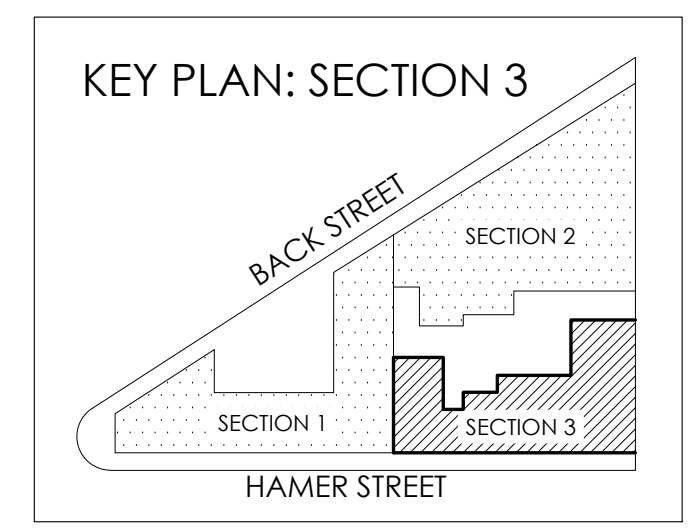 KEY PLAN: SECTION 3
BACK STREET
SECTION 2
SECTION 1
SECTION 3
HAMER STREET